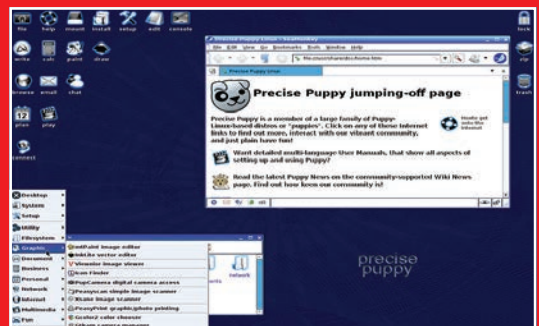 file
help
mount
install
setup
edit
console
lock
write
calc
paint
draw
zip
browse
email
chat
trash
plan
play
connect
Precise Puppy Linux - SeaMonkey
File Edit View Go Bookmarks Tools Window Help
Precise Puppy Linux
Precise Puppy jumping-off page
Precise Puppy is a member of a large family of Puppy-
Linux-based distros or "puppies". Click on any of these Internet
links to find out more, interact with our vibrant community,
and just plain have fun!
Howto get
onto the
internet
Want detailed multi-language User Manuals, that show all aspects of
setting up and using Puppy?
Read the latest Puppy News on the community-supported Wiki News
page. Find out how keen our community is!
Desktop
System
Setup
Utility
Filesystem
Graphic
Document
Business
Personal
Network
Internet
Multimedia
Fun
mtPaint image editor
InkLite vector editor
Viewnior image viewer
Icon Finder
PupCamera digital camera access
Peasyscan simple image scanner
XSane image scanner
PeasyPrint graphic/photo printing
Gcolor2 color chooser
network
precise
puppy